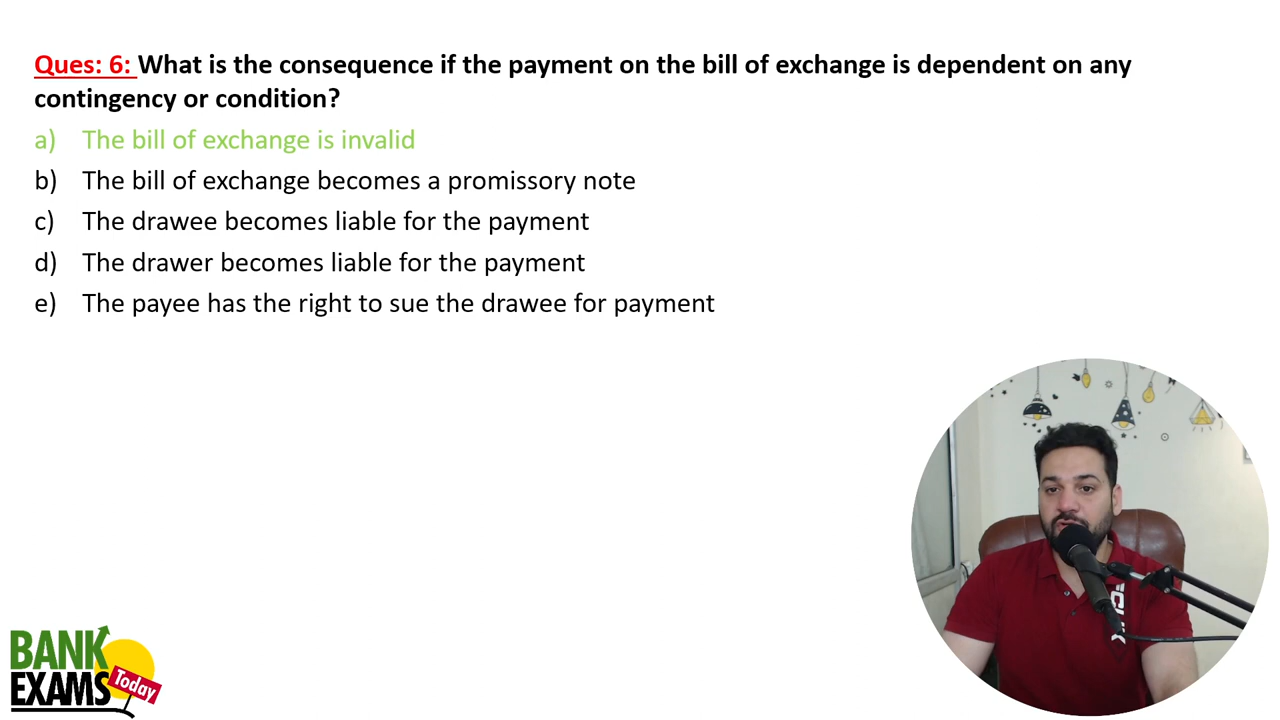 Ques: 6: What is the consequence if the payment on the bill of exchange is dependent on any
contingency or condition?
a) The bill of exchange is invalid
b) The bill of exchange becomes a promissory note
c) The drawee becomes liable for the payment
d) The drawer becomes liable for the payment
e) The payee has the right to sue the drawee for payment
BANK
EXAMS
Today